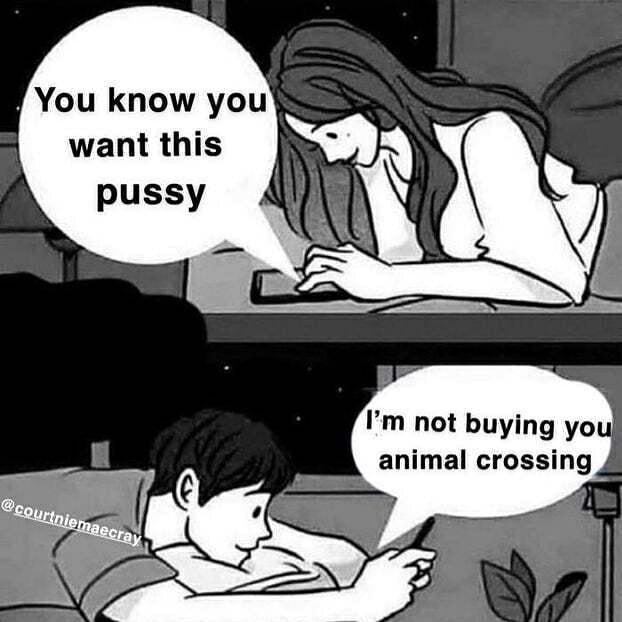 You know you
want this
pussy
I'm not buying you
animal crossing
@courtniemaecray